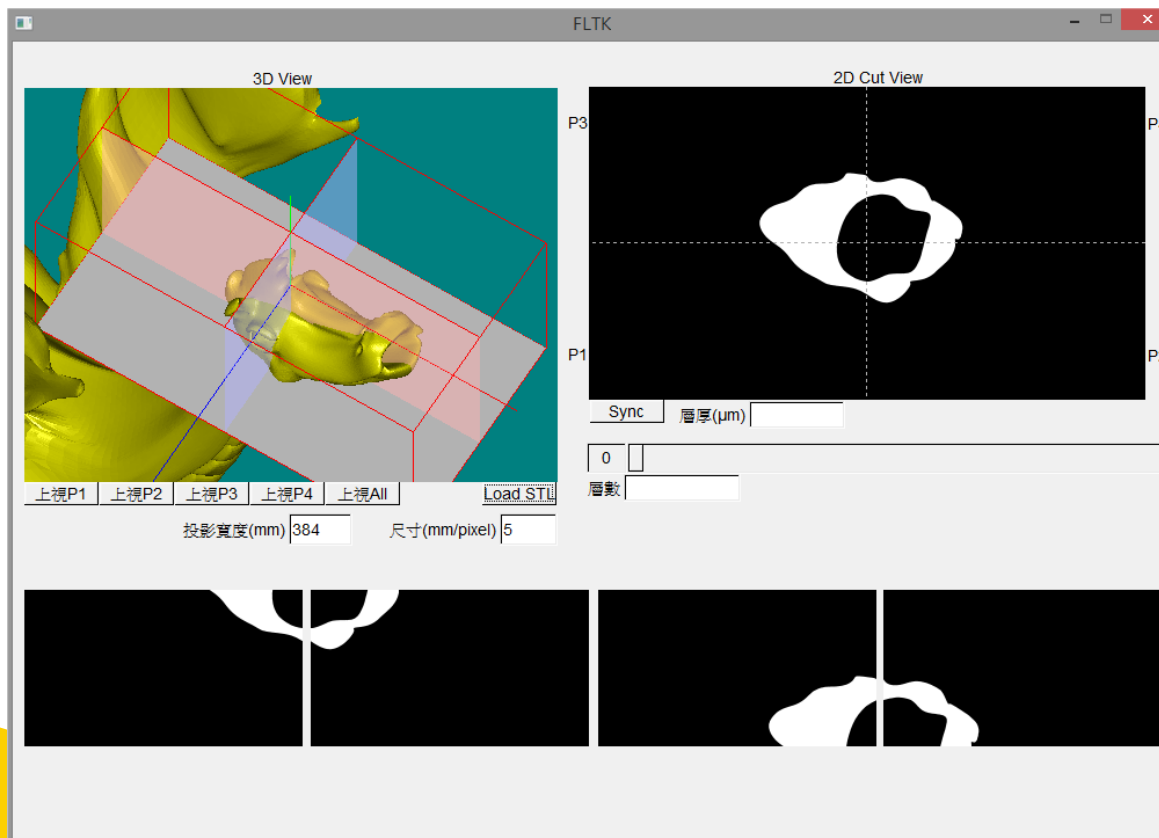 FLTK
3D View
2D Cut View
P3
P1
Sync
層厚(μm)
0
層數
上視P1
上視P2
上視P3
上視P4
上視All
Load STL
投影寬度(mm) 384
尺寸(mm/pixel) 5